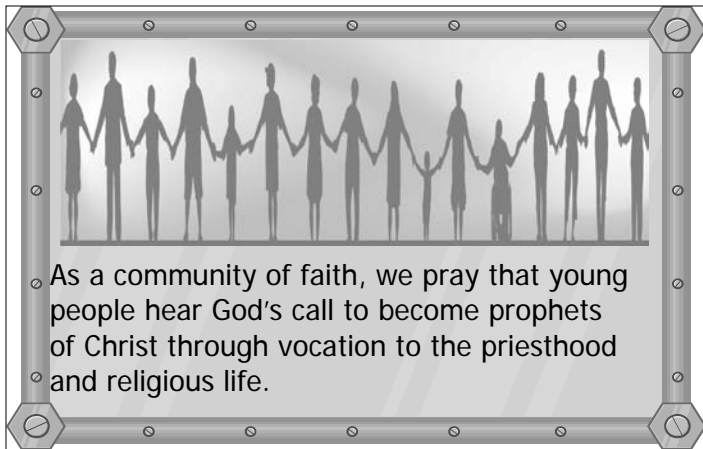 As a community of faith, we pray that young
people hear God's call to become prophets
of Christ through vocation to the priesthood
and religious life.